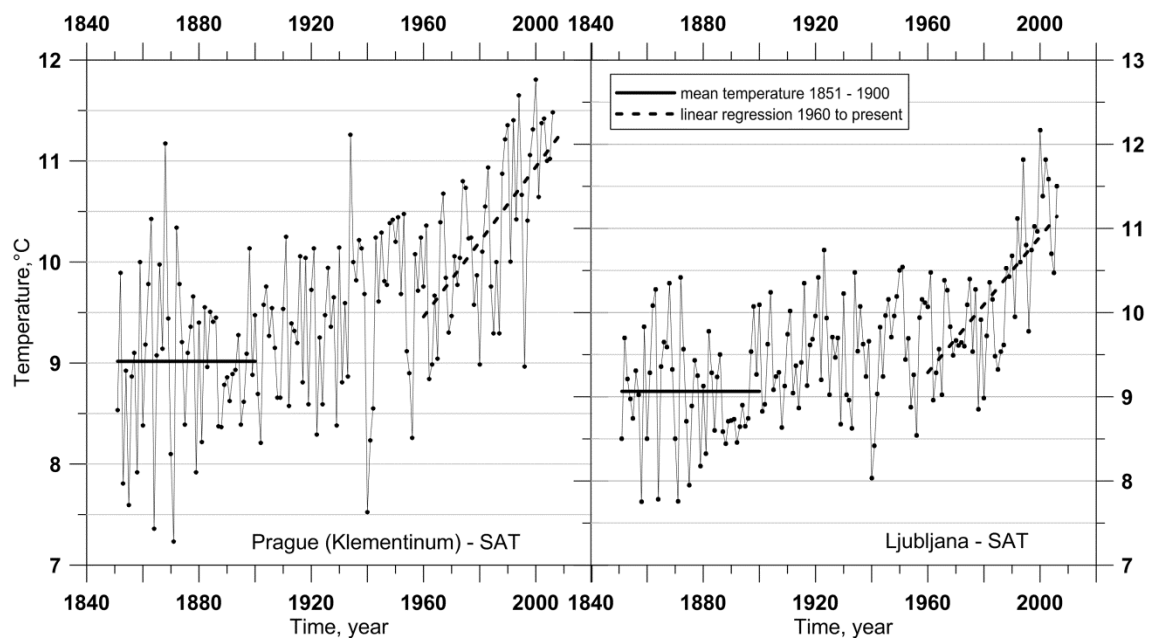 1840 1880 1920 1960 2000 1840 1880 1920 1960 2000
12
11
10
9
8
7
Temperature,°C
13
12
11
10
9
8
7
mean temperature 1851 - 1900
linear regression 1960 to present
Prague (Klementinum) - SAT
Ljubljana - SAT
1840 1880 1920 1960 2000 1840 1880 1920 1960 2000
Time, year Time, year